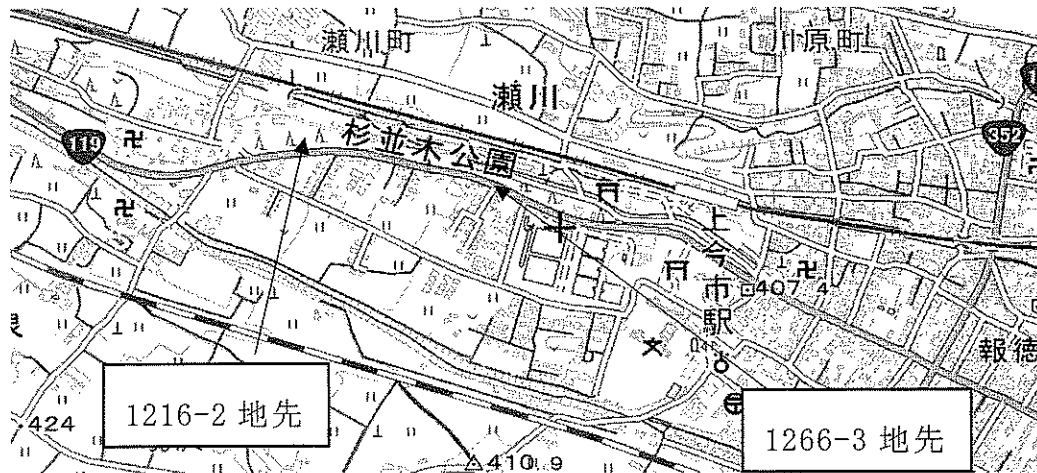 瀬川町
川原町
瀬川
119
杉並木公園
352
上今市駅
407.4
報徳
1216-2 地先
1266-3 地先
424
410.9